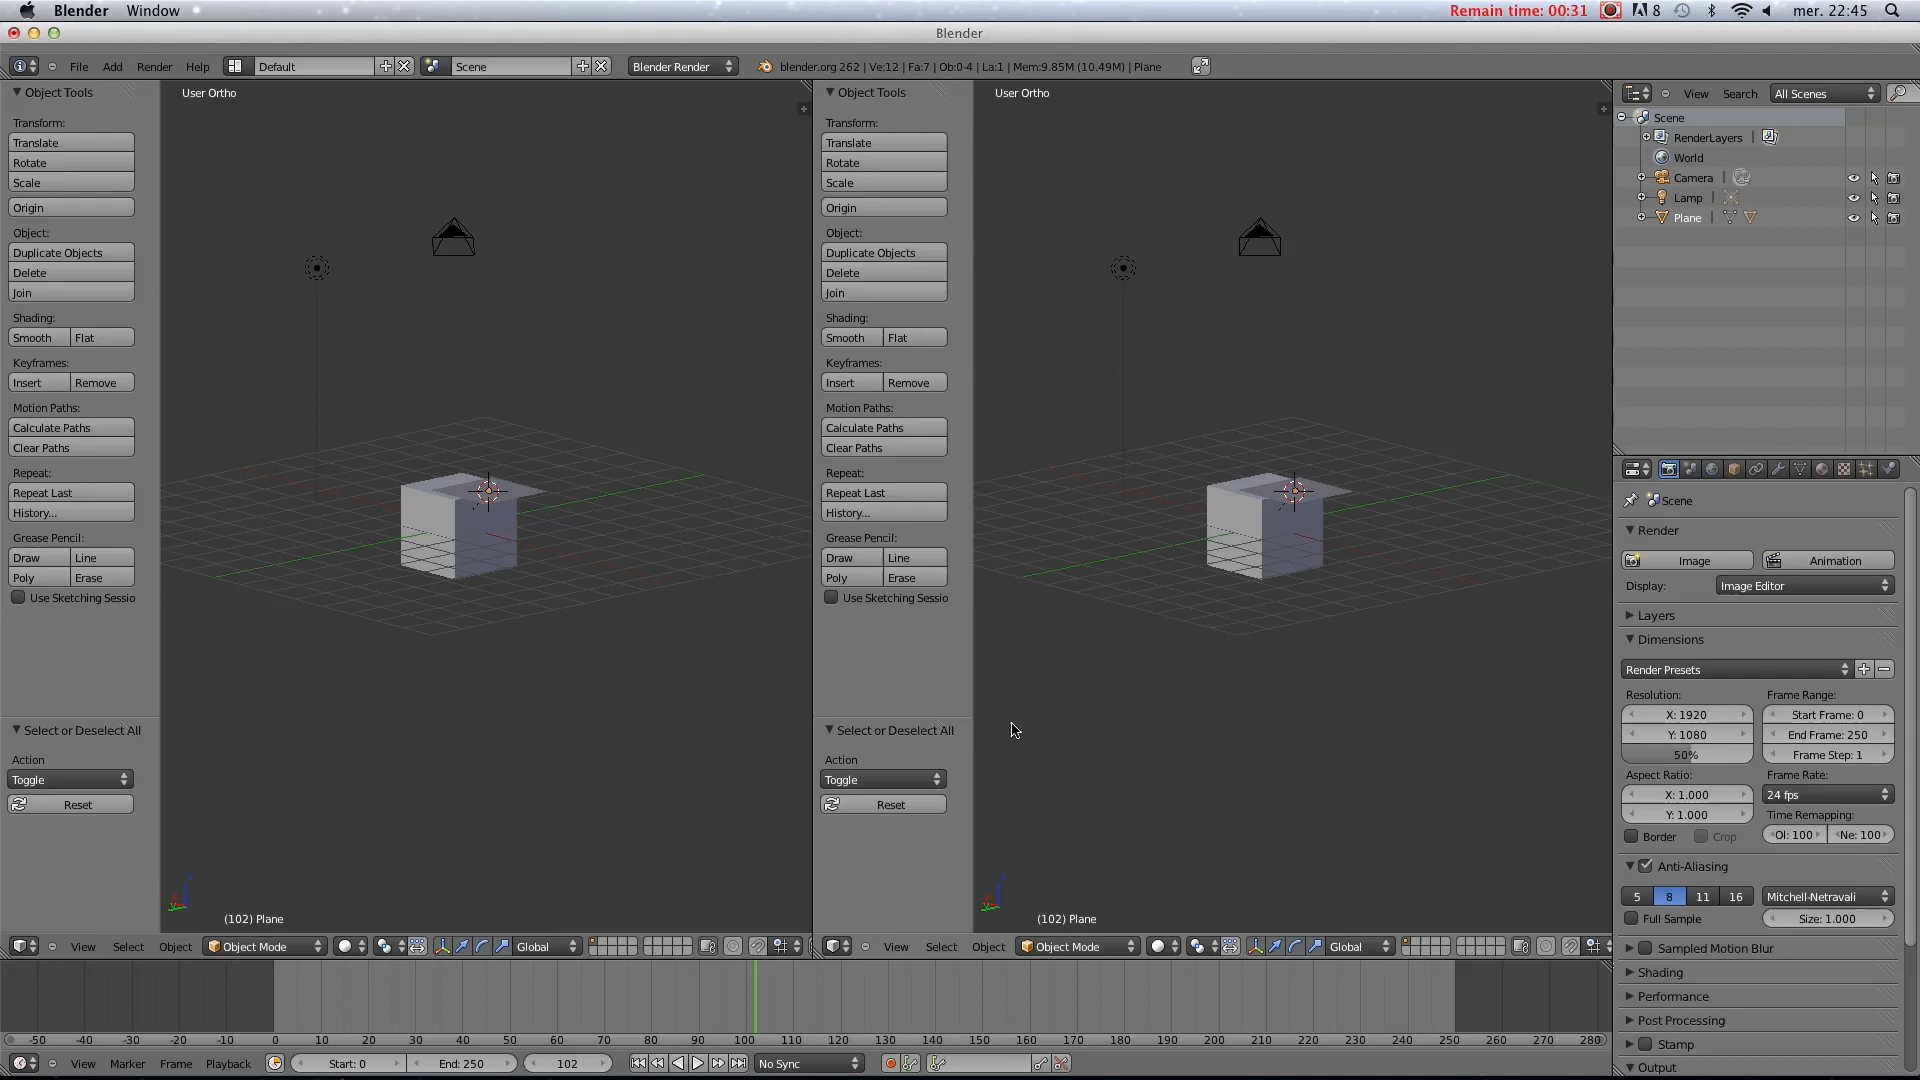 Blender Window Remain time: 00:31 8 mer. 22:45
Blender
File Add Render Help Default Scene Blender Render blender.org 262 | Ve:12 | Fa:7 | Ob:0-4 | La:1 | Mem:9.85M (10.49M) | Plane
Object Tools
User Ortho
Transform:
Translate
Rotate
Scale
Origin
Object:
Duplicate Objects
Delete
Join
Shading:
Smooth Flat
Keyframes:
Insert Remove
Motion Paths:
Calculate Paths
Clear Paths
Repeat:
Repeat Last
History...
Grease Pencil:
Draw Line
Poly Erase
Use Sketching Sessio
Select or Deselect All
Action
Toggle
Reset
(102) Plane
View Select Object Object Mode Global
Object Tools
User Ortho
Transform:
Translate
Rotate
Scale
Origin
Object:
Duplicate Objects
Delete
Join
Shading:
Smooth Flat
Keyframes:
Insert Remove
Motion Paths:
Calculate Paths
Clear Paths
Repeat:
Repeat Last
History...
Grease Pencil:
Draw Line
Poly Erase
Use Sketching Sessio
Select or Deselect All
Action
Toggle
Reset
(102) Plane
View Select Object Object Mode Global
View Search All Scenes
Scene
RenderLayers |
World
Camera |
Lamp |
Plane |
Scene
Render
Image Animation
Display: Image Editor
Layers
Dimensions
Render Presets
Resolution: Frame Range:
X: 1920 Start Frame: 0
Y: 1080 End Frame: 250
50% Frame Step: 1
Aspect Ratio: Frame Rate:
X: 1.000 24 fps
Y: 1.000 Time Remapping:
Border Crop Ol: 100 Ne: 100
Anti-Aliasing
5 8 11 16 Mitchell-Netravali
Full Sample Size: 1.000
Sampled Motion Blur
Shading
Performance
Post Processing
Stamp
Output
-50 -40 -30 -20 -10 0 10 20 30 40 50 60 70 80 90 100 110 120 130 140 150 160 170 180 190 200 210 220 230 240 250 260 270 280
View Marker Frame Playback Start: 0 End: 250 102 No Sync